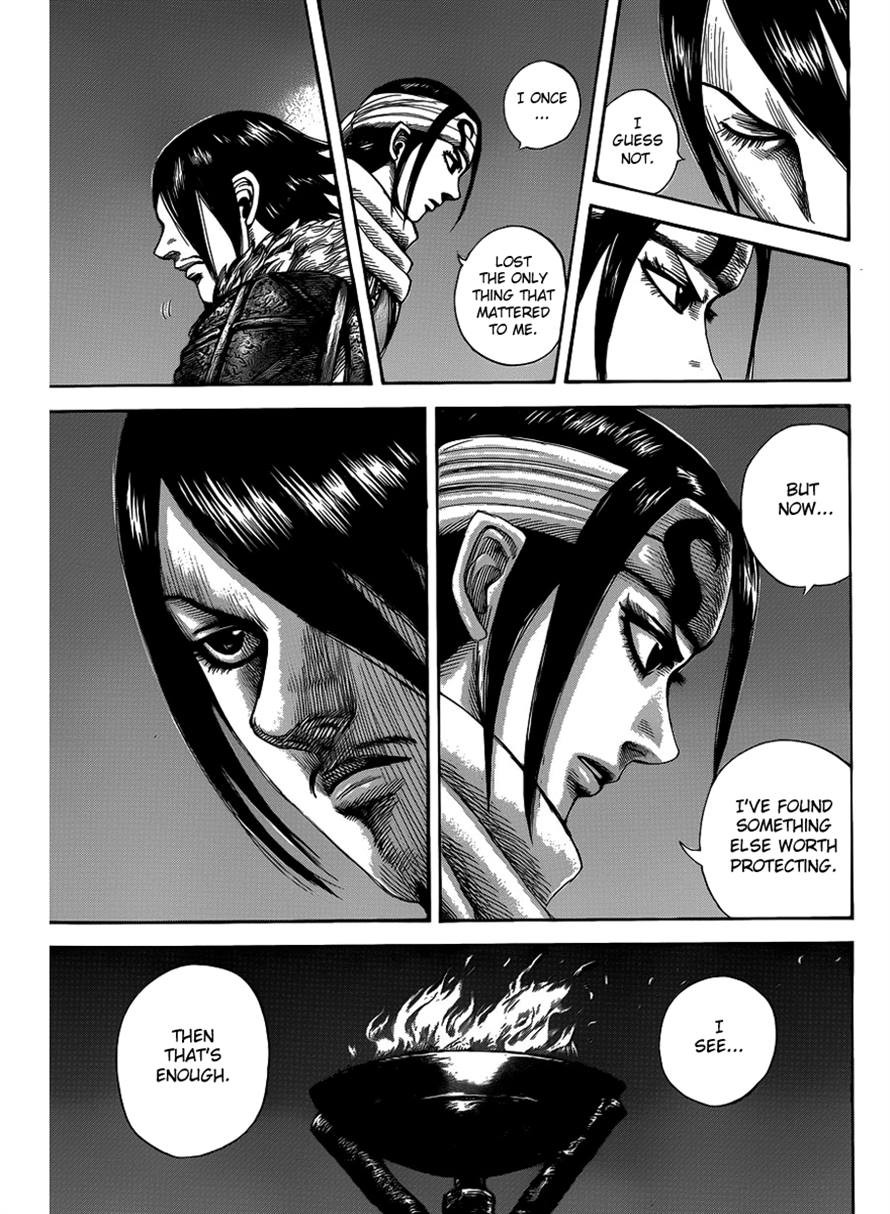 I
GUESS
NOT.
I ONCE
...
LOST
THE ONLY
THING THAT
MATTERED
TO ME.
BUT
NOW...
I'VE FOUND
SOMETHING
ELSE WORTH
PROTECTING.
I
SEE...
THEN
THAT'S
ENOUGH.